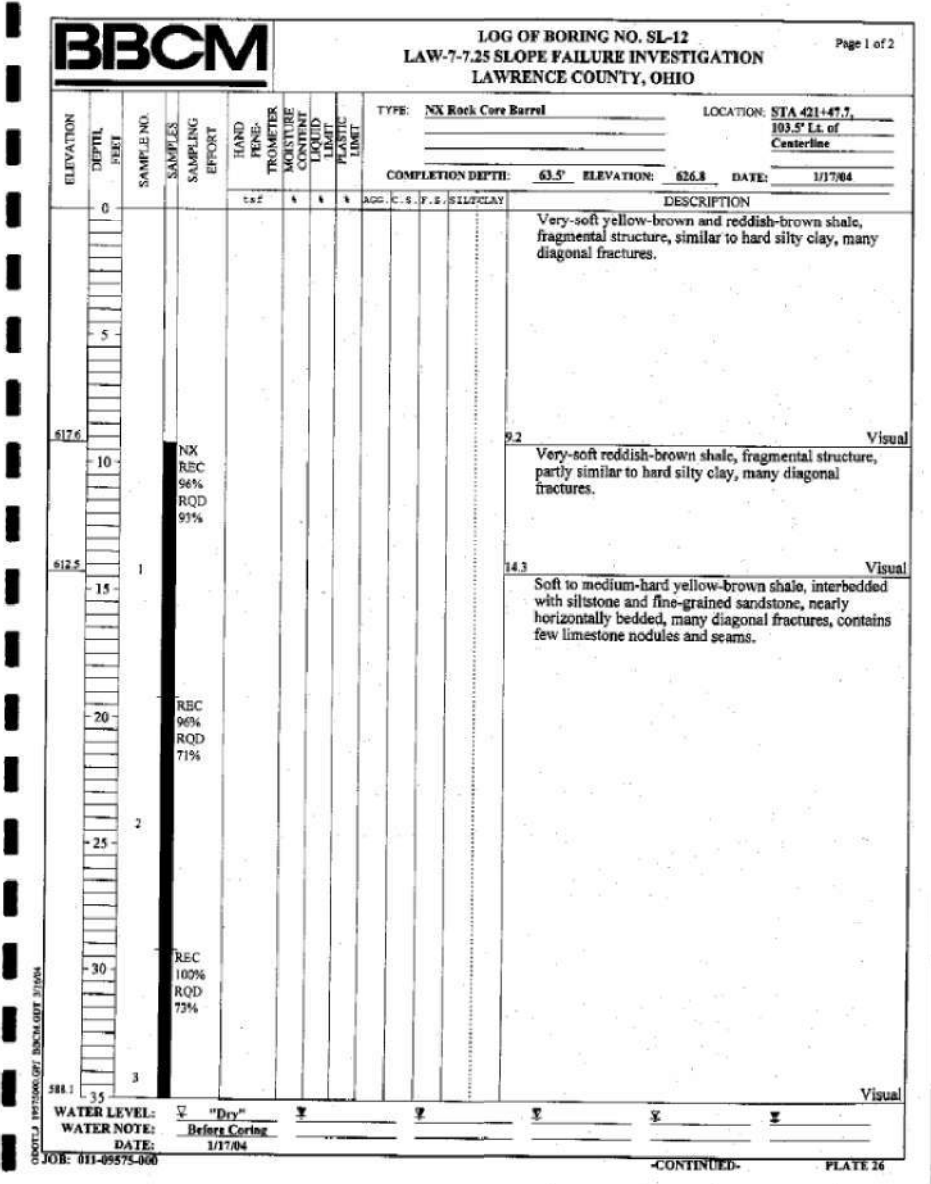 BBCM
LOG OF BORING NO. SL-12
LAW-7-7.25 SLOPE FAILURE INVESTIGATION
LAWRENCE COUNTY, OHIO
Page 1 of 2
ELEVATION
DEPTH, FEET
SAMPLE NO.
SAMPLES
SAMPLING EFFORT
HAND PENE- TROMETER
MOISTURE CONTENT
LIQUID LIMIT
PLASTIC LIMIT
TYPE: NX Rock Core Barrel
LOCATION: STA 421+47.7,
103.5' Lt. of
Centerline
COMPLETION DEPTH: 63.5' ELEVATION: 626.8 DATE: 1/17/04
tsf % % % AGG. C.S. F.S. SILT CLAY
DESCRIPTION
0
Very-soft yellow-brown and reddish-brown shale,
fragmental structure, similar to hard silty clay, many
diagonal fractures.
5
617.6
9.2 Visual
10
NX
REC
96%
RQD
93%
Very-soft reddish-brown shale, fragmental structure,
partly similar to hard silty clay, many diagonal
fractures.
612.5
1
14.3 Visual
15
Soft to medium-hard yellow-brown shale, interbedded
with siltstone and fine-grained sandstone, nearly
horizontally bedded, many diagonal fractures, contains
few limestone nodules and seams.
20
REC
96%
RQD
71%
2
25
30
REC
100%
RQD
73%
3
588.1
35
Visual
WATER LEVEL: "Dry"
WATER NOTE: Before Coring
DATE: 1/17/04
JOB: 011-09575-000
-CONTINUED-
PLATE 26